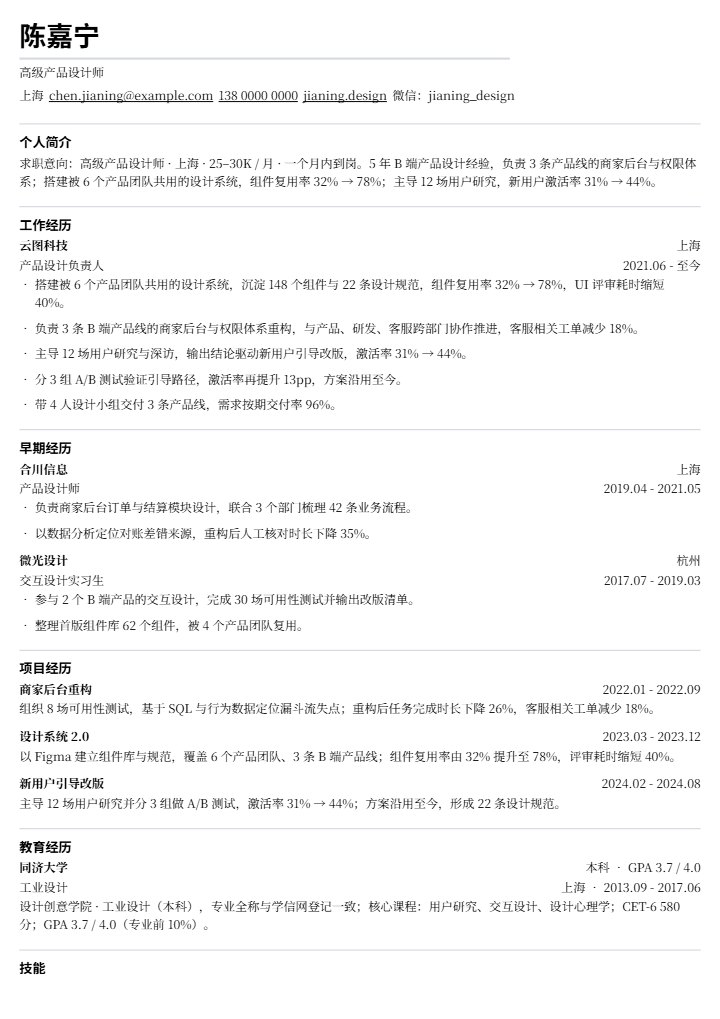 陈嘉宁
高级产品设计师
上海 chen.jianing@example.com 138 0000 0000 jianing.design 微信：jianing_design
个人简介
求职意向：高级产品设计师 · 上海 · 25–30K / 月 · 一个月内到岗。5 年 B 端产品设计经验，负责 3 条产品线的商家后台与权限体
系；搭建被 6 个产品团队共用的设计系统，组件复用率 32% → 78%；主导 12 场用户研究，新用户激活率 31% → 44%。
工作经历
云图科技 上海
产品设计负责人 2021.06 - 至今
· 搭建被 6 个产品团队共用的设计系统，沉淀 148 个组件与 22 条设计规范，组件复用率 32% → 78%，UI 评审耗时缩短
40%。
· 负责 3 条 B 端产品线的商家后台与权限体系重构，与产品、研发、客服跨部门协作推进，客服相关工单减少 18%。
· 主导 12 场用户研究与深访，输出结论驱动新用户引导改版，激活率 31% → 44%。
· 分 3 组 A/B 测试验证引导路径，激活率再提升 13pp，方案沿用至今。
· 带 4 人设计小组交付 3 条产品线，需求按期交付率 96%。
早期经历
合川信息 上海
产品设计师 2019.04 - 2021.05
· 负责商家后台订单与结算模块设计，联合 3 个部门梳理 42 条业务流程。
· 以数据分析定位对账差错来源，重构后人工核对时长下降 35%。
微光设计 杭州
交互设计实习生 2017.07 - 2019.03
· 参与 2 个 B 端产品的交互设计，完成 30 场可用性测试并输出改版清单。
· 整理首版组件库 62 个组件，被 4 个产品团队复用。
项目经历
商家后台重构 2022.01 - 2022.09
组织 8 场可用性测试，基于 SQL 与行为数据定位漏斗流失点；重构后任务完成时长下降 26%，客服相关工单减少 18%。
设计系统 2.0 2023.03 - 2023.12
以 Figma 建立组件库与规范，覆盖 6 个产品团队、3 条 B 端产品线；组件复用率由 32% 提升至 78%，评审耗时缩短 40%。
新用户引导改版 2024.02 - 2024.08
主导 12 场用户研究并分 3 组做 A/B 测试，激活率 31% → 44%；方案沿用至今，形成 22 条设计规范。
教育经历
同济大学 本科 · GPA 3.7 / 4.0
工业设计 上海 · 2013.09 - 2017.06
设计创意学院 · 工业设计（本科），专业全称与学信网登记一致；核心课程：用户研究、交互设计、设计心理学；CET-6 580
分；GPA 3.7 / 4.0（专业前 10%）。
技能